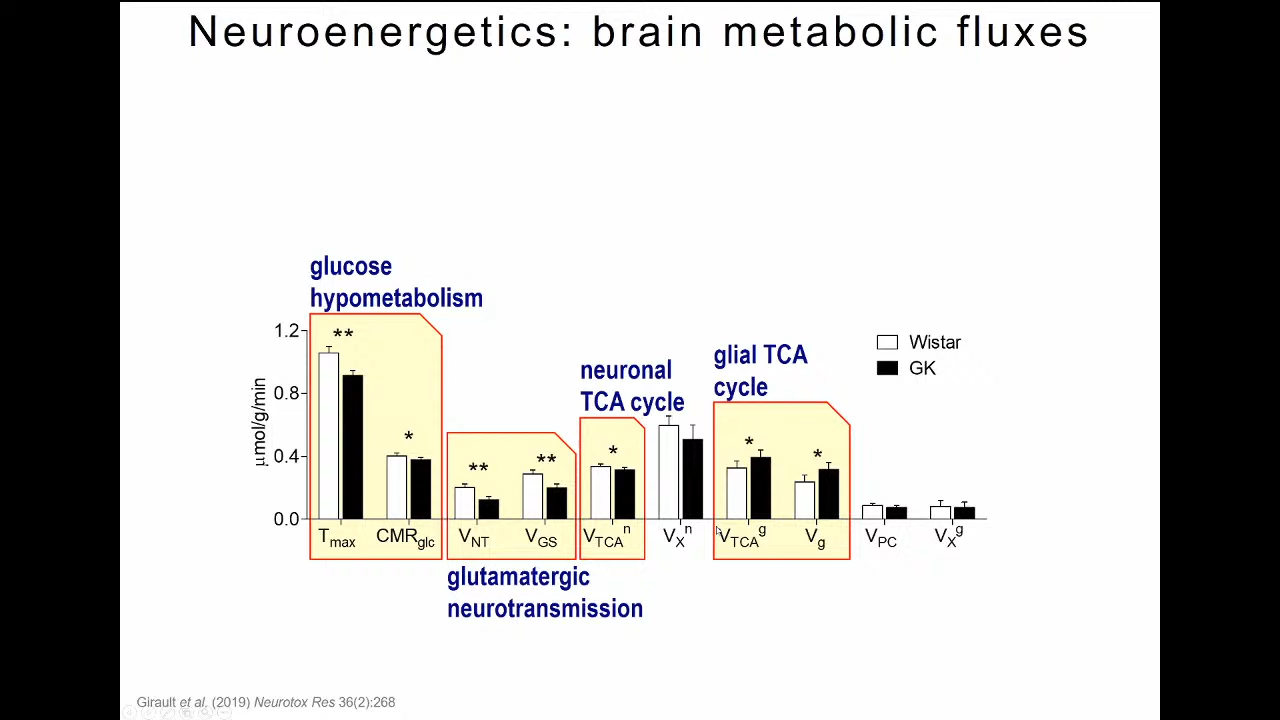 Neuroenergetics: brain metabolic fluxes
glucose
hypometabolism
neuronal
TCA cycle
glial TCA
cycle
Wistar
GK
µmol/g/min
1.2
0.8
0.4
0.0
**
*
**
**
*
*
*
Tmax
CMRglc
VNT
VGS
VTCAn
VXn
VTCAg
Vg
VPC
VXg
glutamatergic
neurotransmission
Girault et al. (2019) Neurotox Res 36(2):268